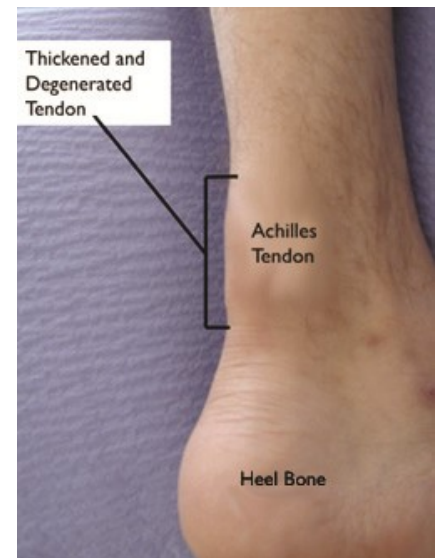 Thickened and
Degenerated
Tendon
Achilles
Tendon
Heel Bone